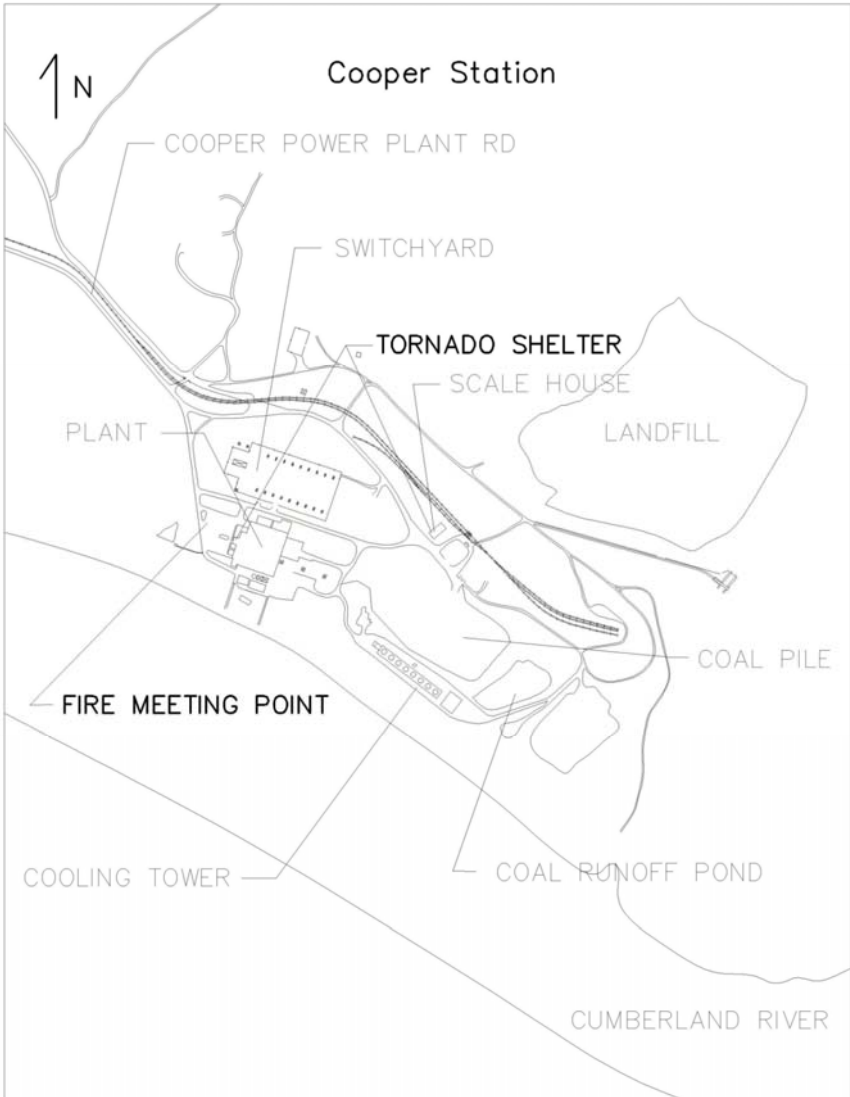 Cooper Station
N
COOPER POWER PLANT RD
SWITCHYARD
TORNADO SHELTER
SCALE HOUSE
PLANT
LANDFILL
COAL PILE
FIRE MEETING POINT
COOLING TOWER
COAL RUNOFF POND
CUMBERLAND RIVER